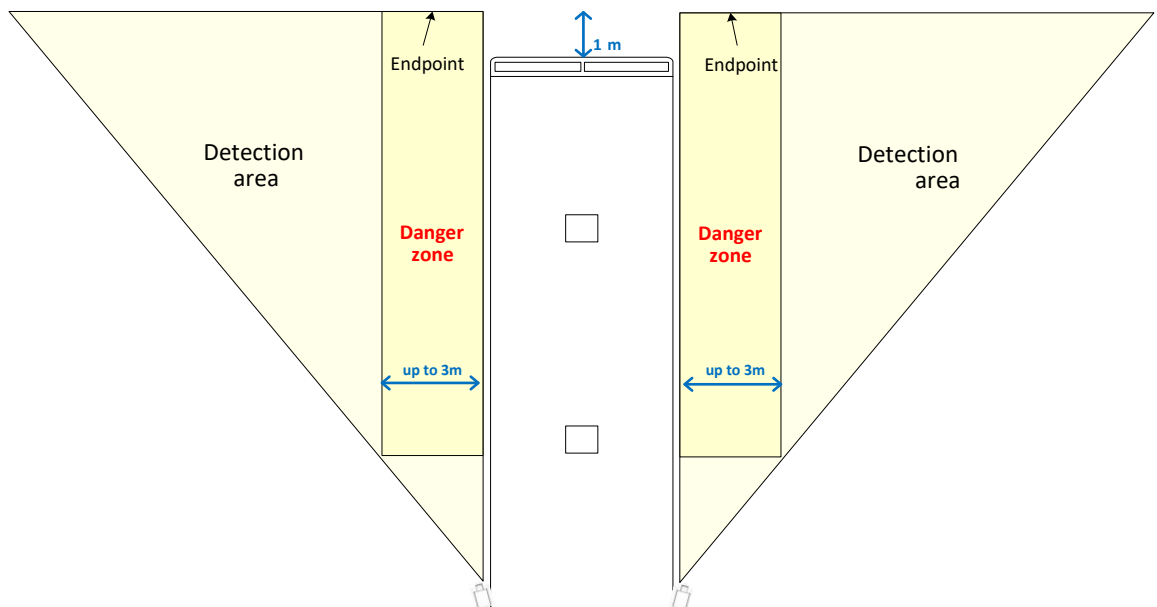 1 m
Endpoint
Endpoint
Detection
area
Detection
area
Danger
zone
Danger
zone
up to 3m
up to 3m